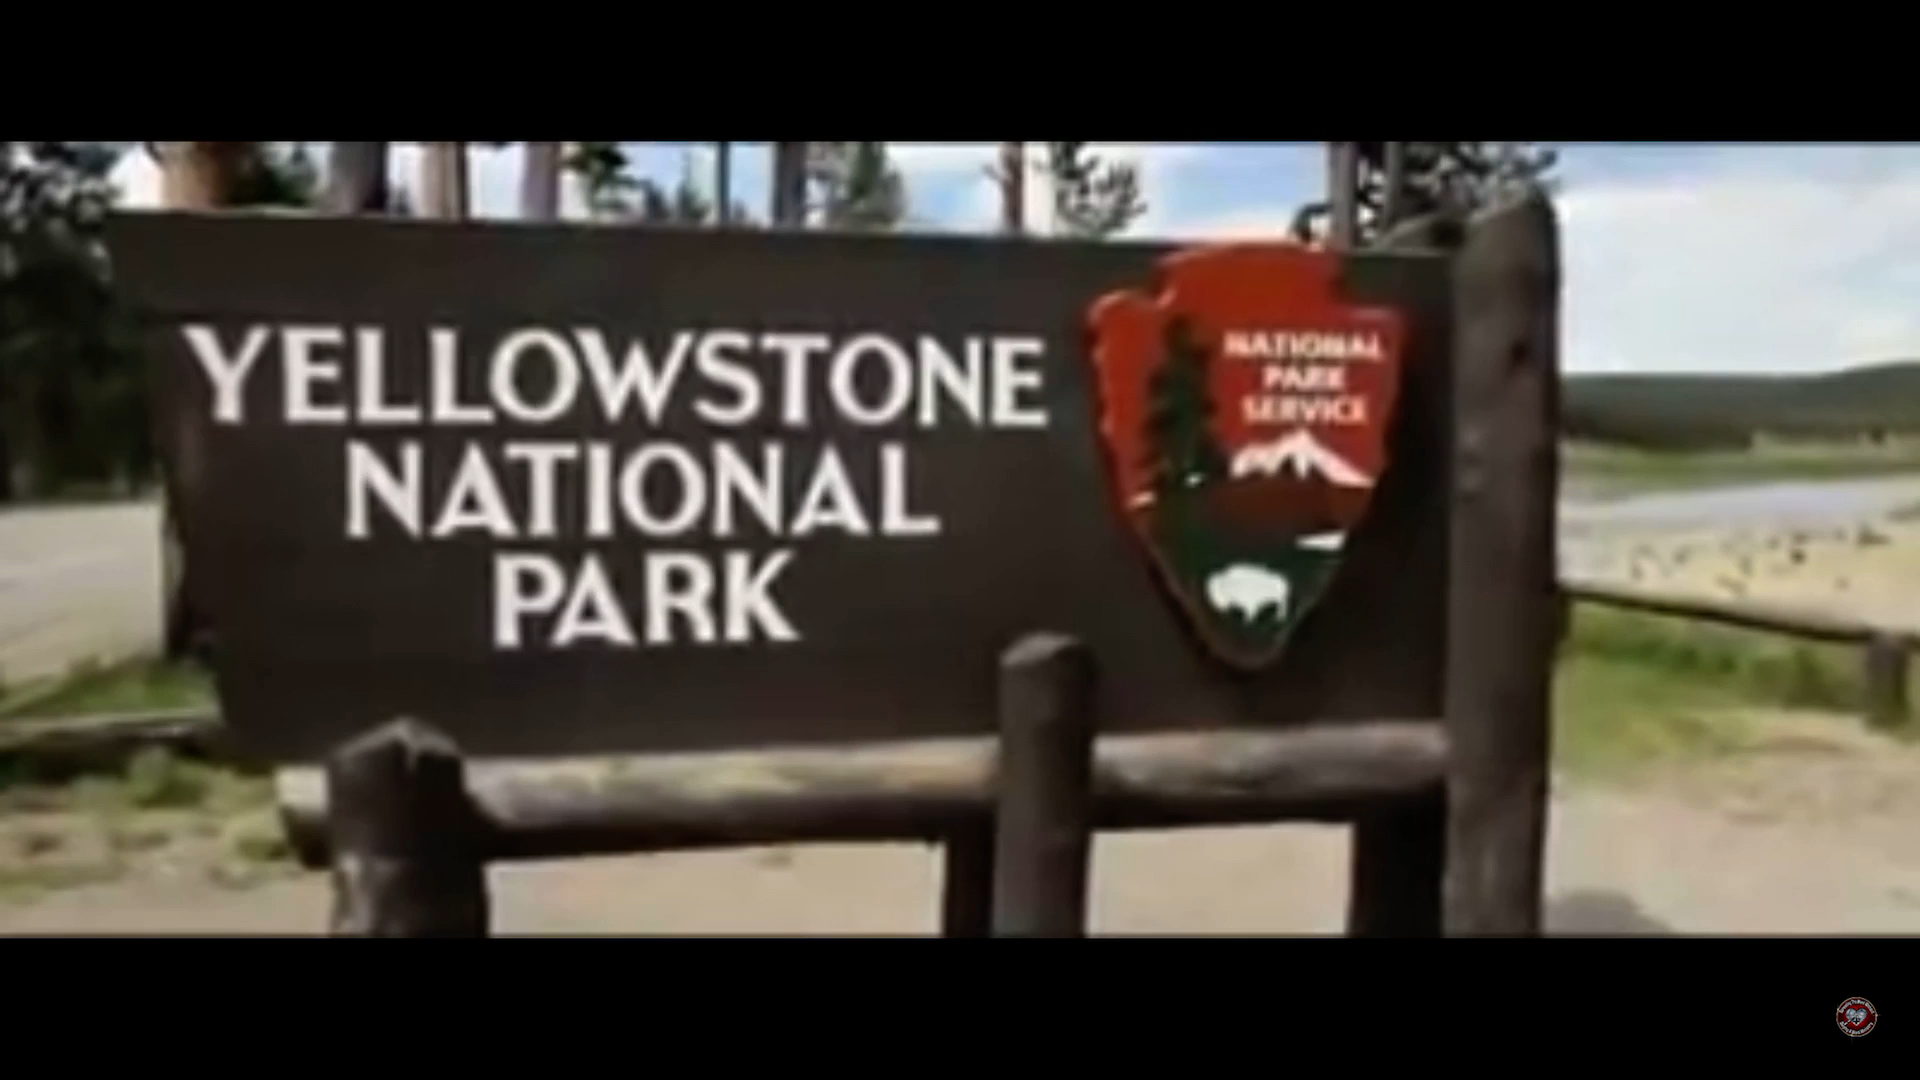 YELLOWSTONE
NATIONAL
PARK
NATIONAL
PARK
SERVICE